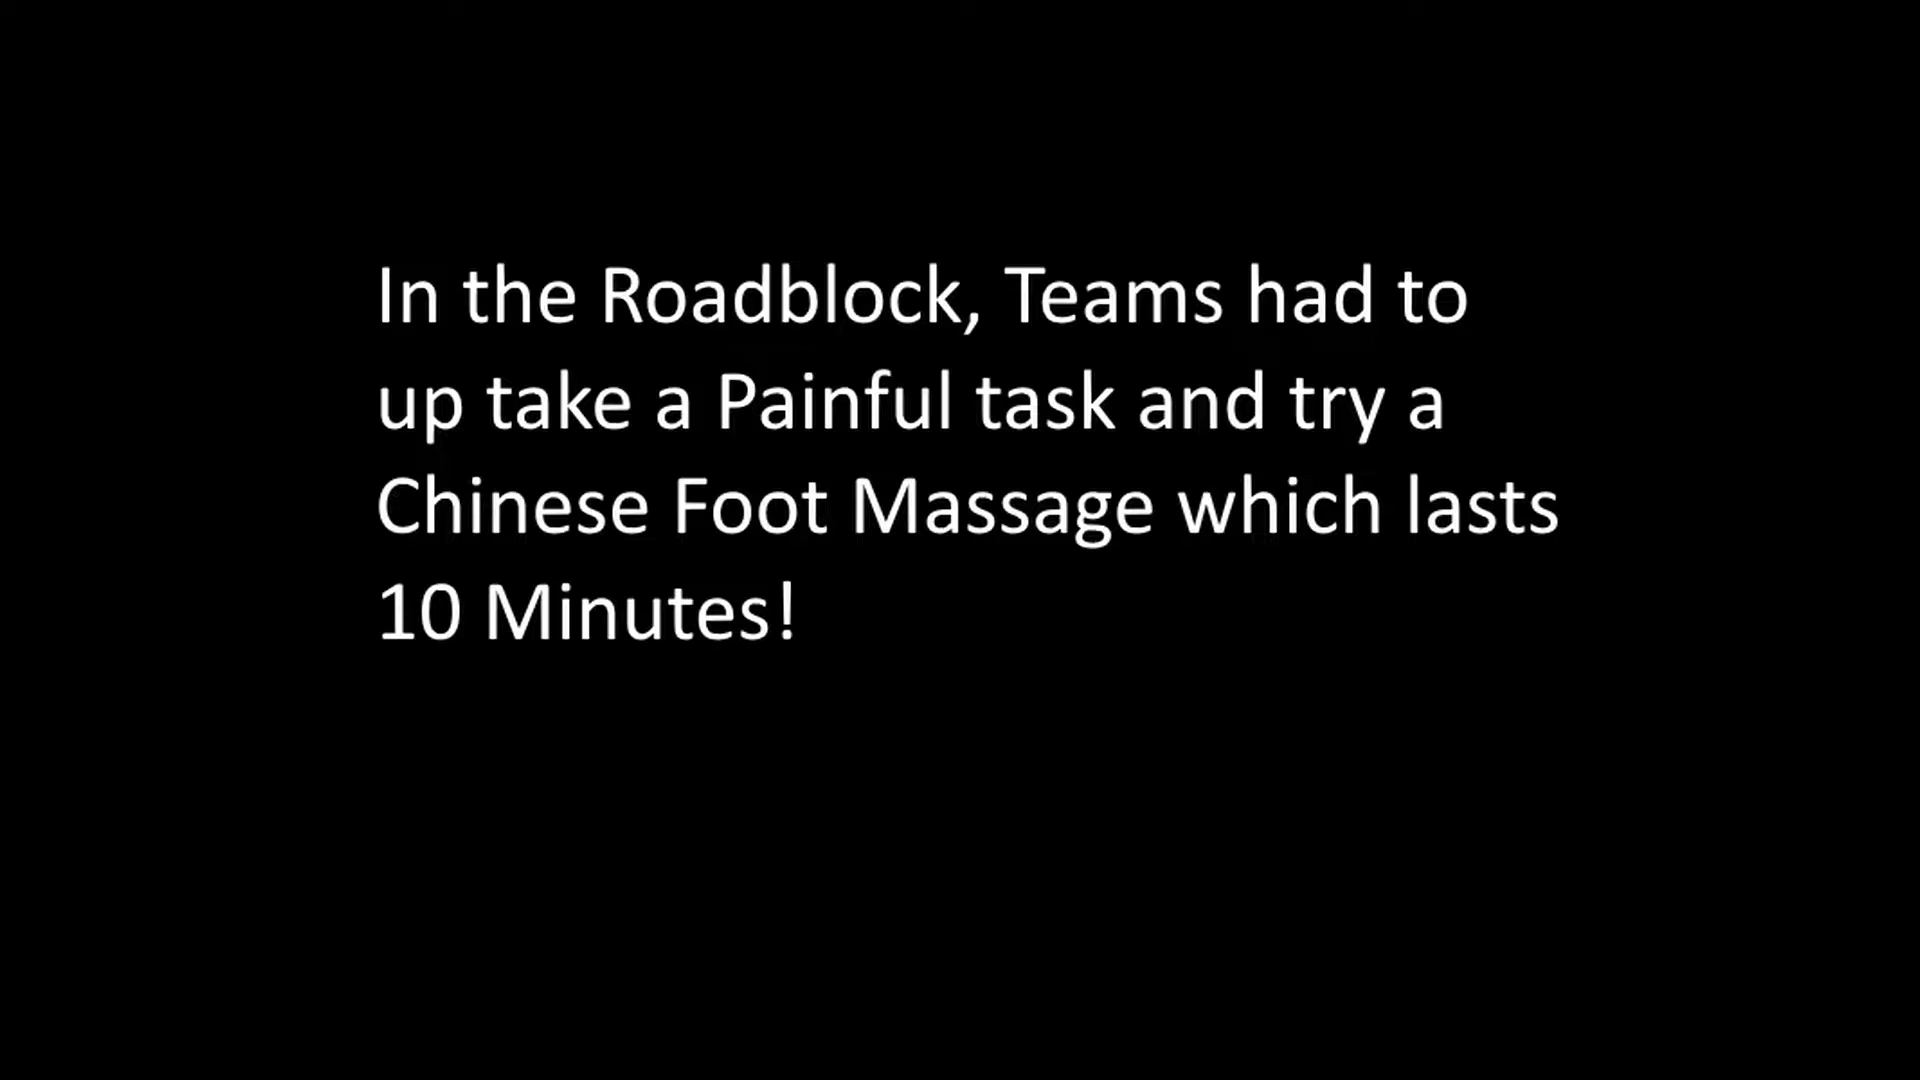 In the Roadblock, Teams had to
up take a Painful task and try a
Chinese Foot Massage which lasts
10 Minutes!